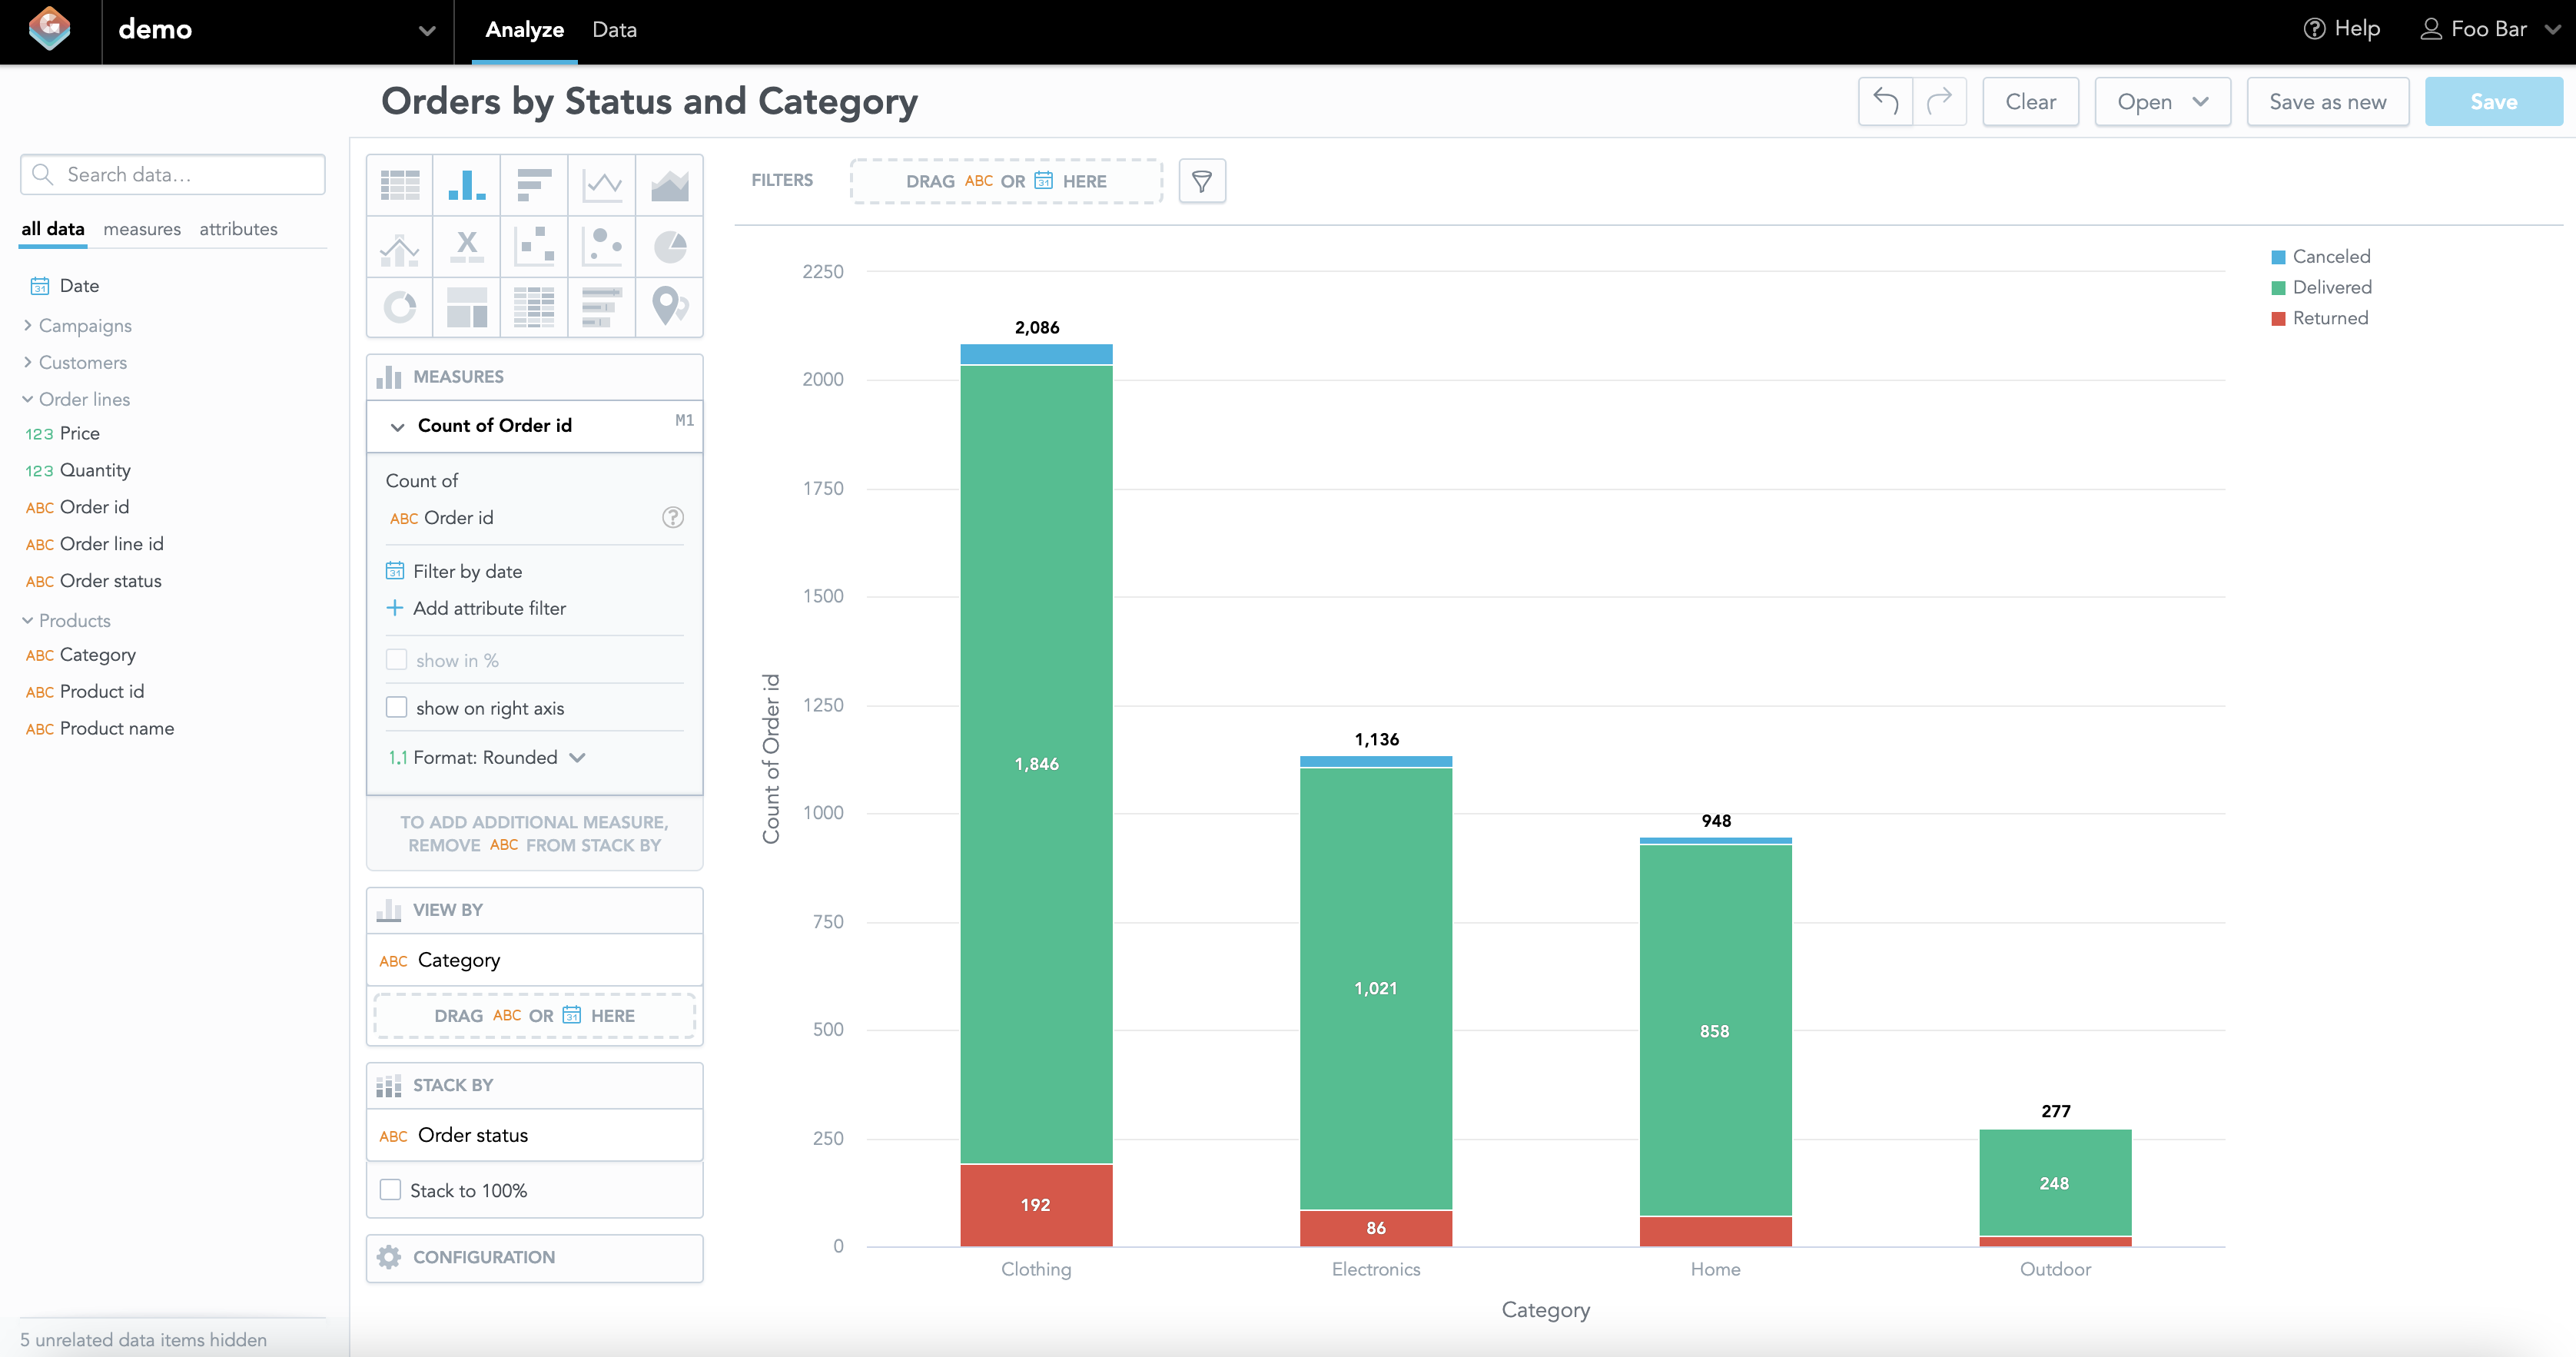 demo
Analyze
Data
Help
Foo Bar
Orders by Status and Category
Clear
Open
Save as new
Save
Search data...
all data
measures
attributes
Date
Campaigns
Customers
Order lines
123 Price
123 Quantity
ABC Order id
ABC Order line id
ABC Order status
Products
ABC Category
ABC Product id
ABC Product name
5 unrelated data items hidden
MEASURES
Count of Order id
M1
Count of
ABC Order id
Filter by date
Add attribute filter
show in %
show on right axis
1.1 Format: Rounded
TO ADD ADDITIONAL MEASURE,
REMOVE ABC FROM STACK BY
VIEW BY
ABC Category
DRAG ABC OR 31 HERE
STACK BY
ABC Order status
Stack to 100%
CONFIGURATION
FILTERS
DRAG ABC OR 31 HERE
Canceled
Delivered
Returned
Count of Order id
2250
2000
1750
1500
1250
1000
750
500
250
0
2,086
1,846
192
1,136
1,021
86
948
858
277
248
Clothing
Electronics
Home
Outdoor
Category